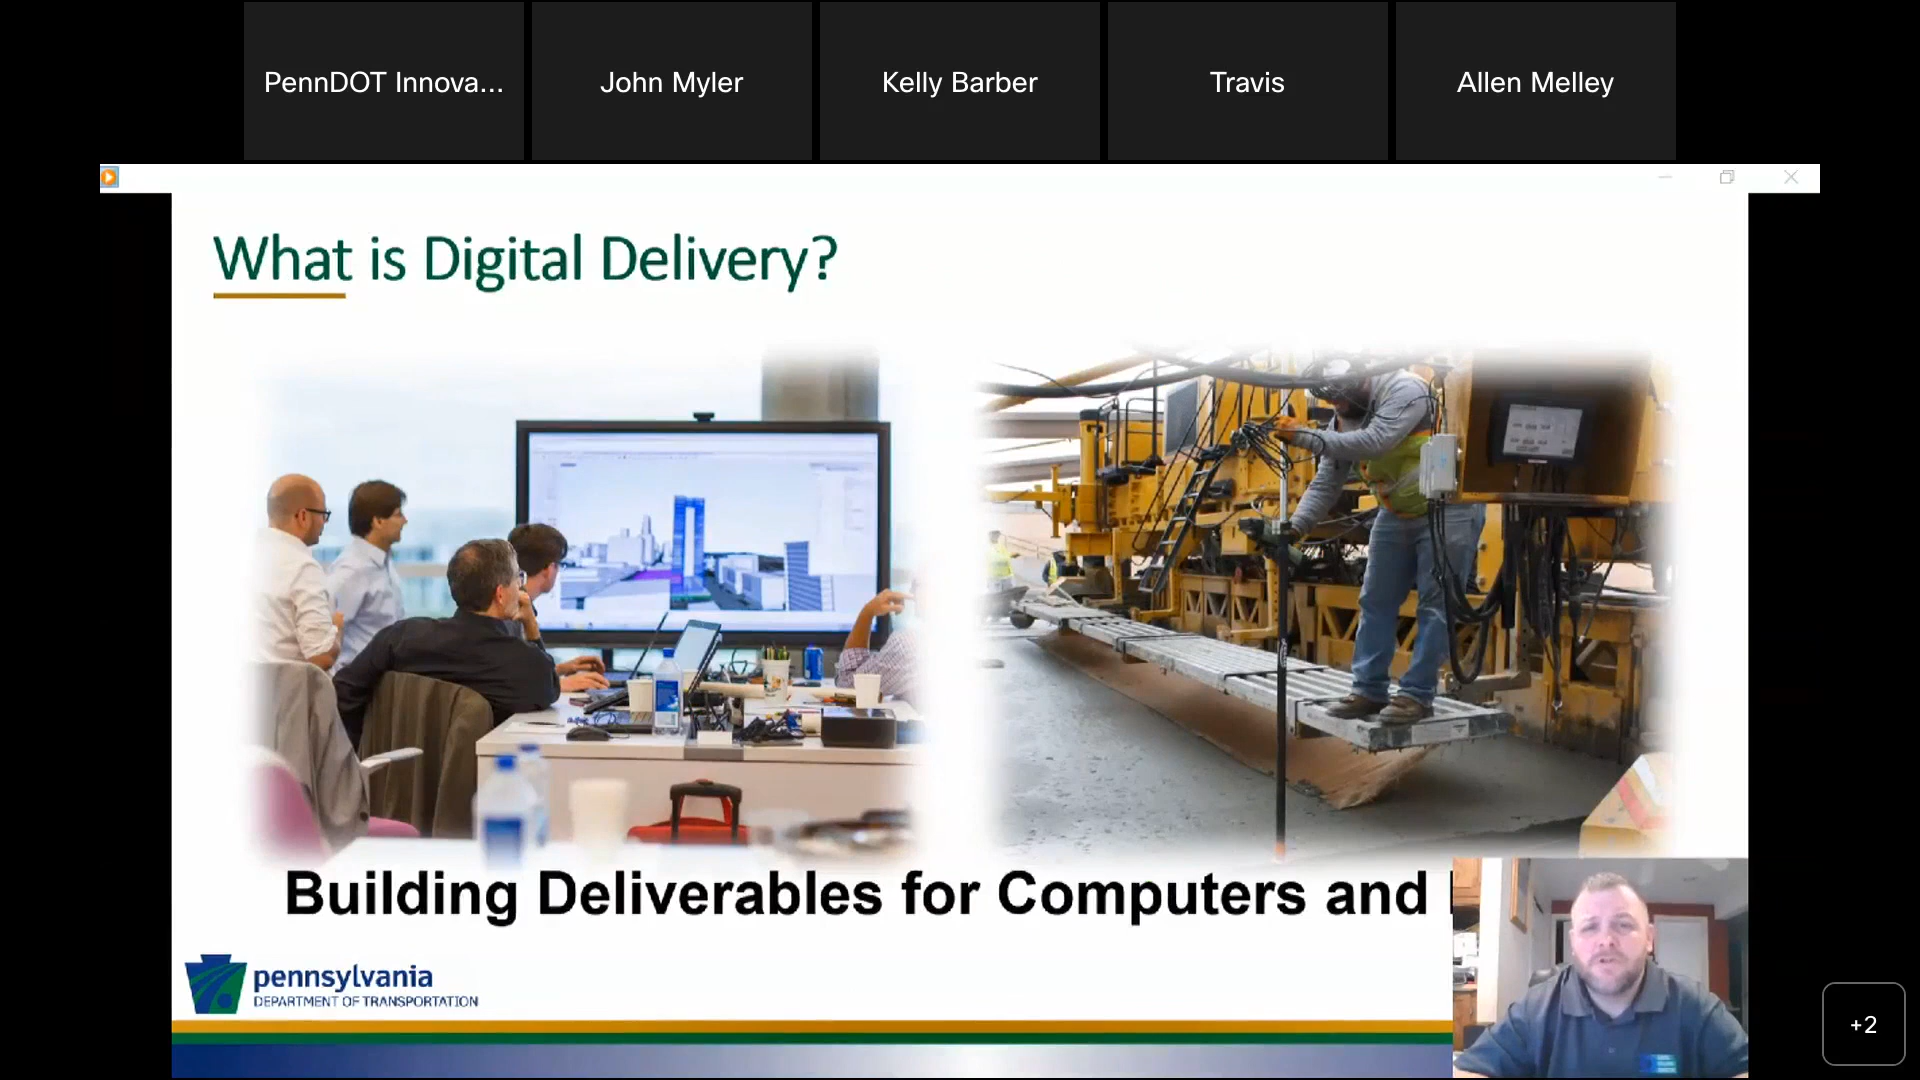 PennDOT Innova...
John Myler
Kelly Barber
Travis
Allen Melley
What is Digital Delivery?
Building Deliverables for Computers and
pennsylvania
DEPARTMENT OF TRANSPORTATION
+2